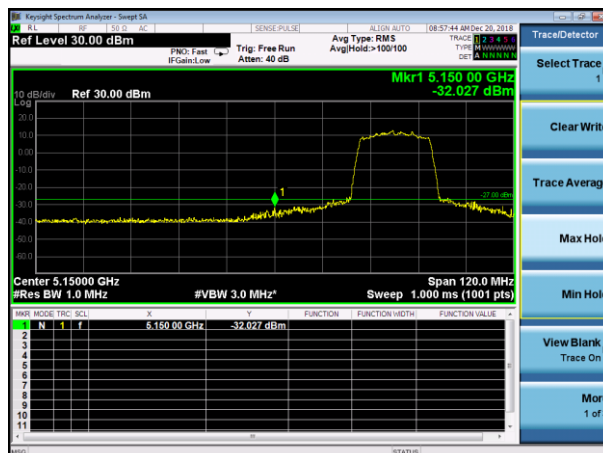 Keysight Spectrum Analyzer - Swept SA
RL RF 50 Ω AC SENSE:PULSE ALIGN AUTO 08:57:44 AM Dec 20, 2018
Ref Level 30.00 dBm
PNO: Fast
IFGain:Low
Trig: Free Run
Atten: 40 dB
Avg Type: RMS
Avg|Hold:>100/100
TRACE 1 2 3 4 5 6
TYPE M W W W W W
DET A N N N N N
Mkr1 5.150 00 GHz
-32.027 dBm
10 dB/div Ref 30.00 dBm
Log
20.0
10.0
0.00
-10.0
-20.0
-30.0
-40.0
-50.0
-60.0
1
-27.00 dBm
Center 5.15000 GHz Span 120.0 MHz
#Res BW 1.0 MHz #VBW 3.0 MHz* Sweep 1.000 ms (1001 pts)
MKR MODE TRC SCL X Y FUNCTION FUNCTION WIDTH FUNCTION VALUE
1 N 1 f 5.150 00 GHz -32.027 dBm
2
3
4
5
6
7
8
9
10
11
MSG STATUS
Trace/Detector
Select Trace
1
Clear Writ
Trace Averag
Max Hol
Min Hol
View Blank
Trace On
Mor
1 of